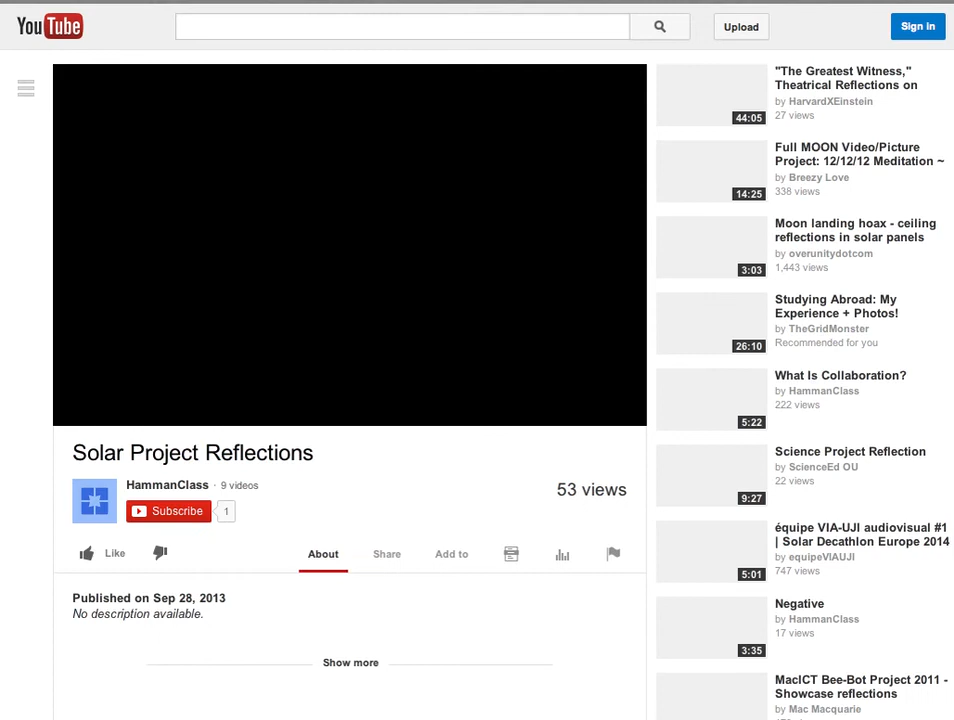 YouTube
Upload
Sign in
"The Greatest Witness,"
Theatrical Reflections on
by HarvardXEinstein
27 views
44:05
Full MOON Video/Picture
Project: 12/12/12 Meditation ~
by Breezy Love
338 views
14:25
Moon landing hoax - ceiling
reflections in solar panels
by overunitydotcom
1,443 views
3:03
Studying Abroad: My
Experience + Photos!
by TheGridMonster
Recommended for you
26:10
What Is Collaboration?
by HammanClass
222 views
5:22
Science Project Reflection
by ScienceEd OU
22 views
9:27
équipe VIA-UJI audiovisual #1
| Solar Decathlon Europe 2014
by equipeVIAUJI
747 views
5:01
Negative
by HammanClass
17 views
3:35
MacICT Bee-Bot Project 2011 -
Showcase reflections
by Mac Macquarie
Solar Project Reflections
HammanClass · 9 videos
Subscribe 1
53 views
Like
About Share Add to
Published on Sep 28, 2013
No description available.
Show more